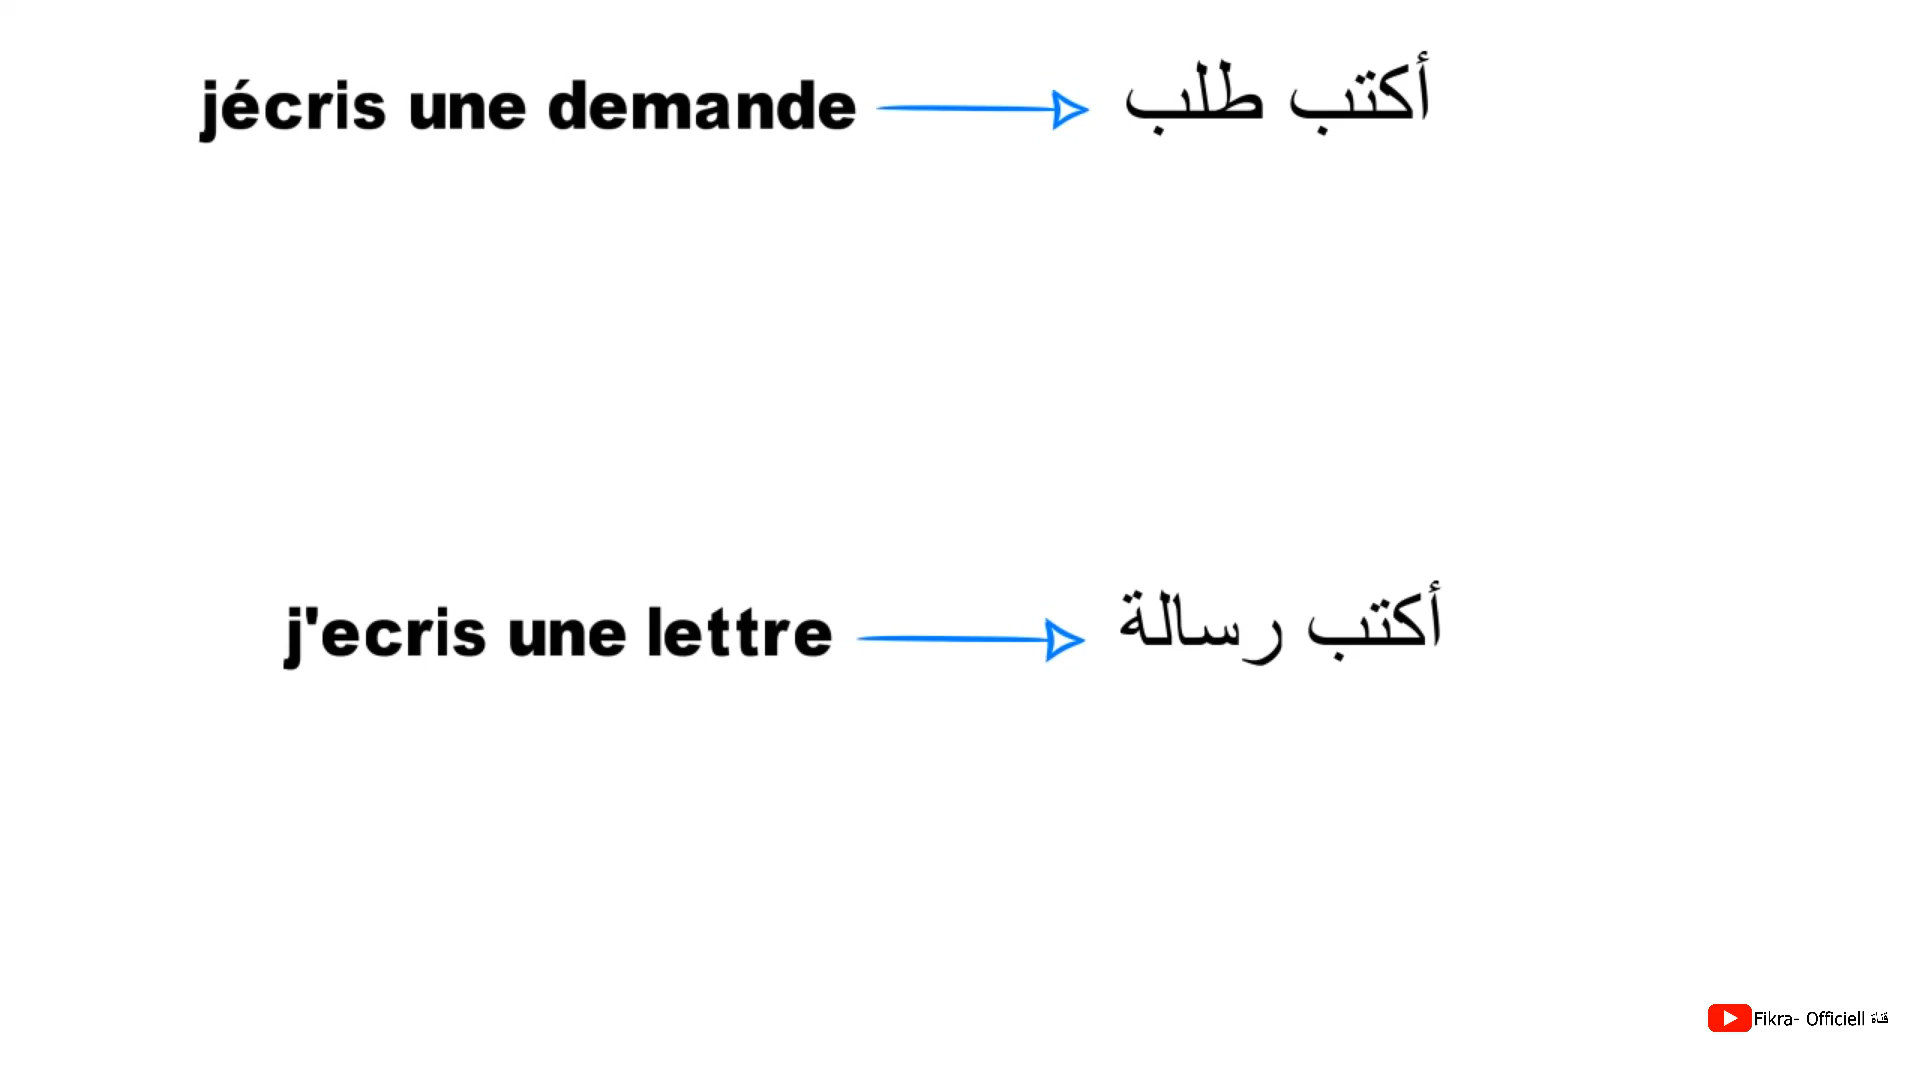 jécris une demande أكتب طلب
j'ecris une lettre أكتب رسالة
Fikra- Officiell قناة